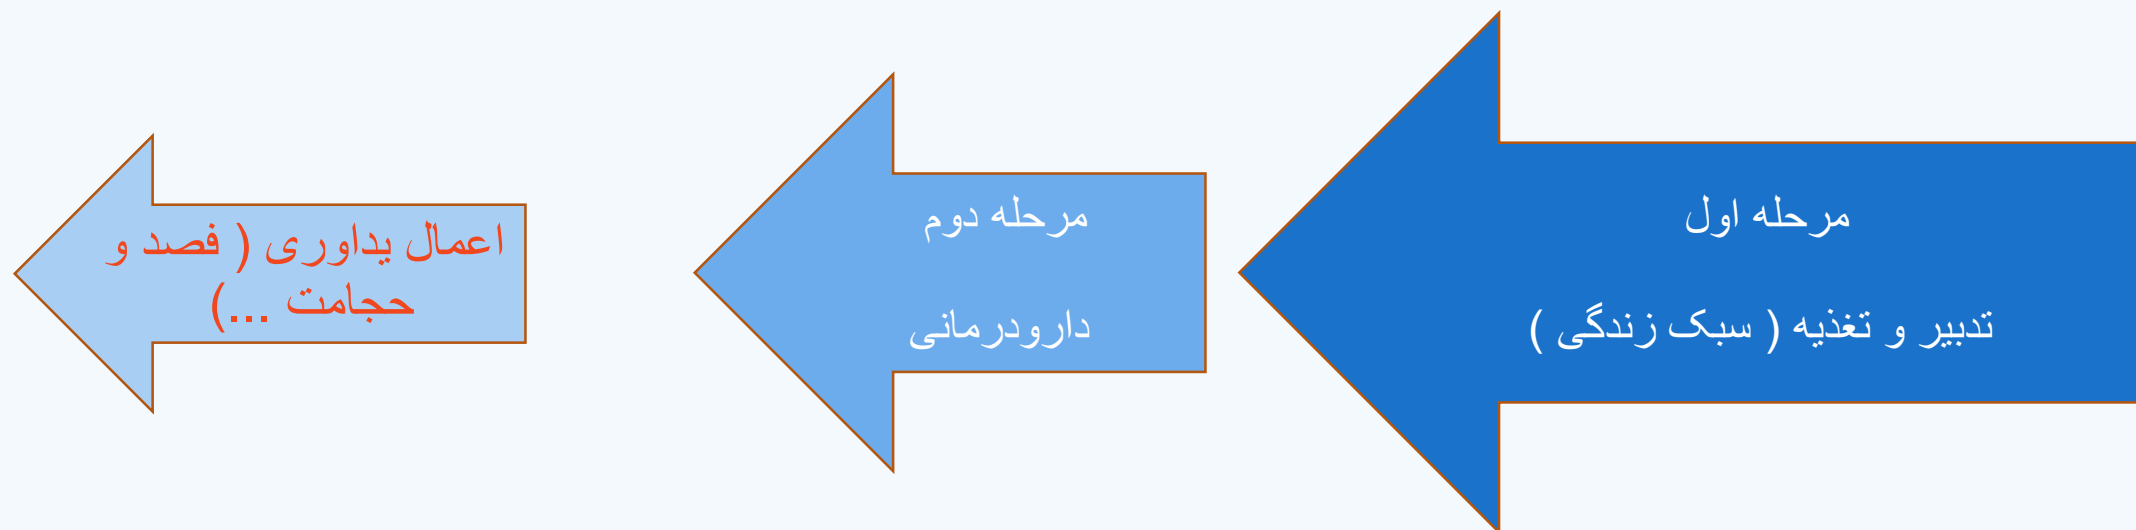 مرحله اول
تدبیر و تغذیه ( سبک زندگی )
مرحله دوم
دارودرمانی
اعمال یداوری ( فصد و
حجامت ...)